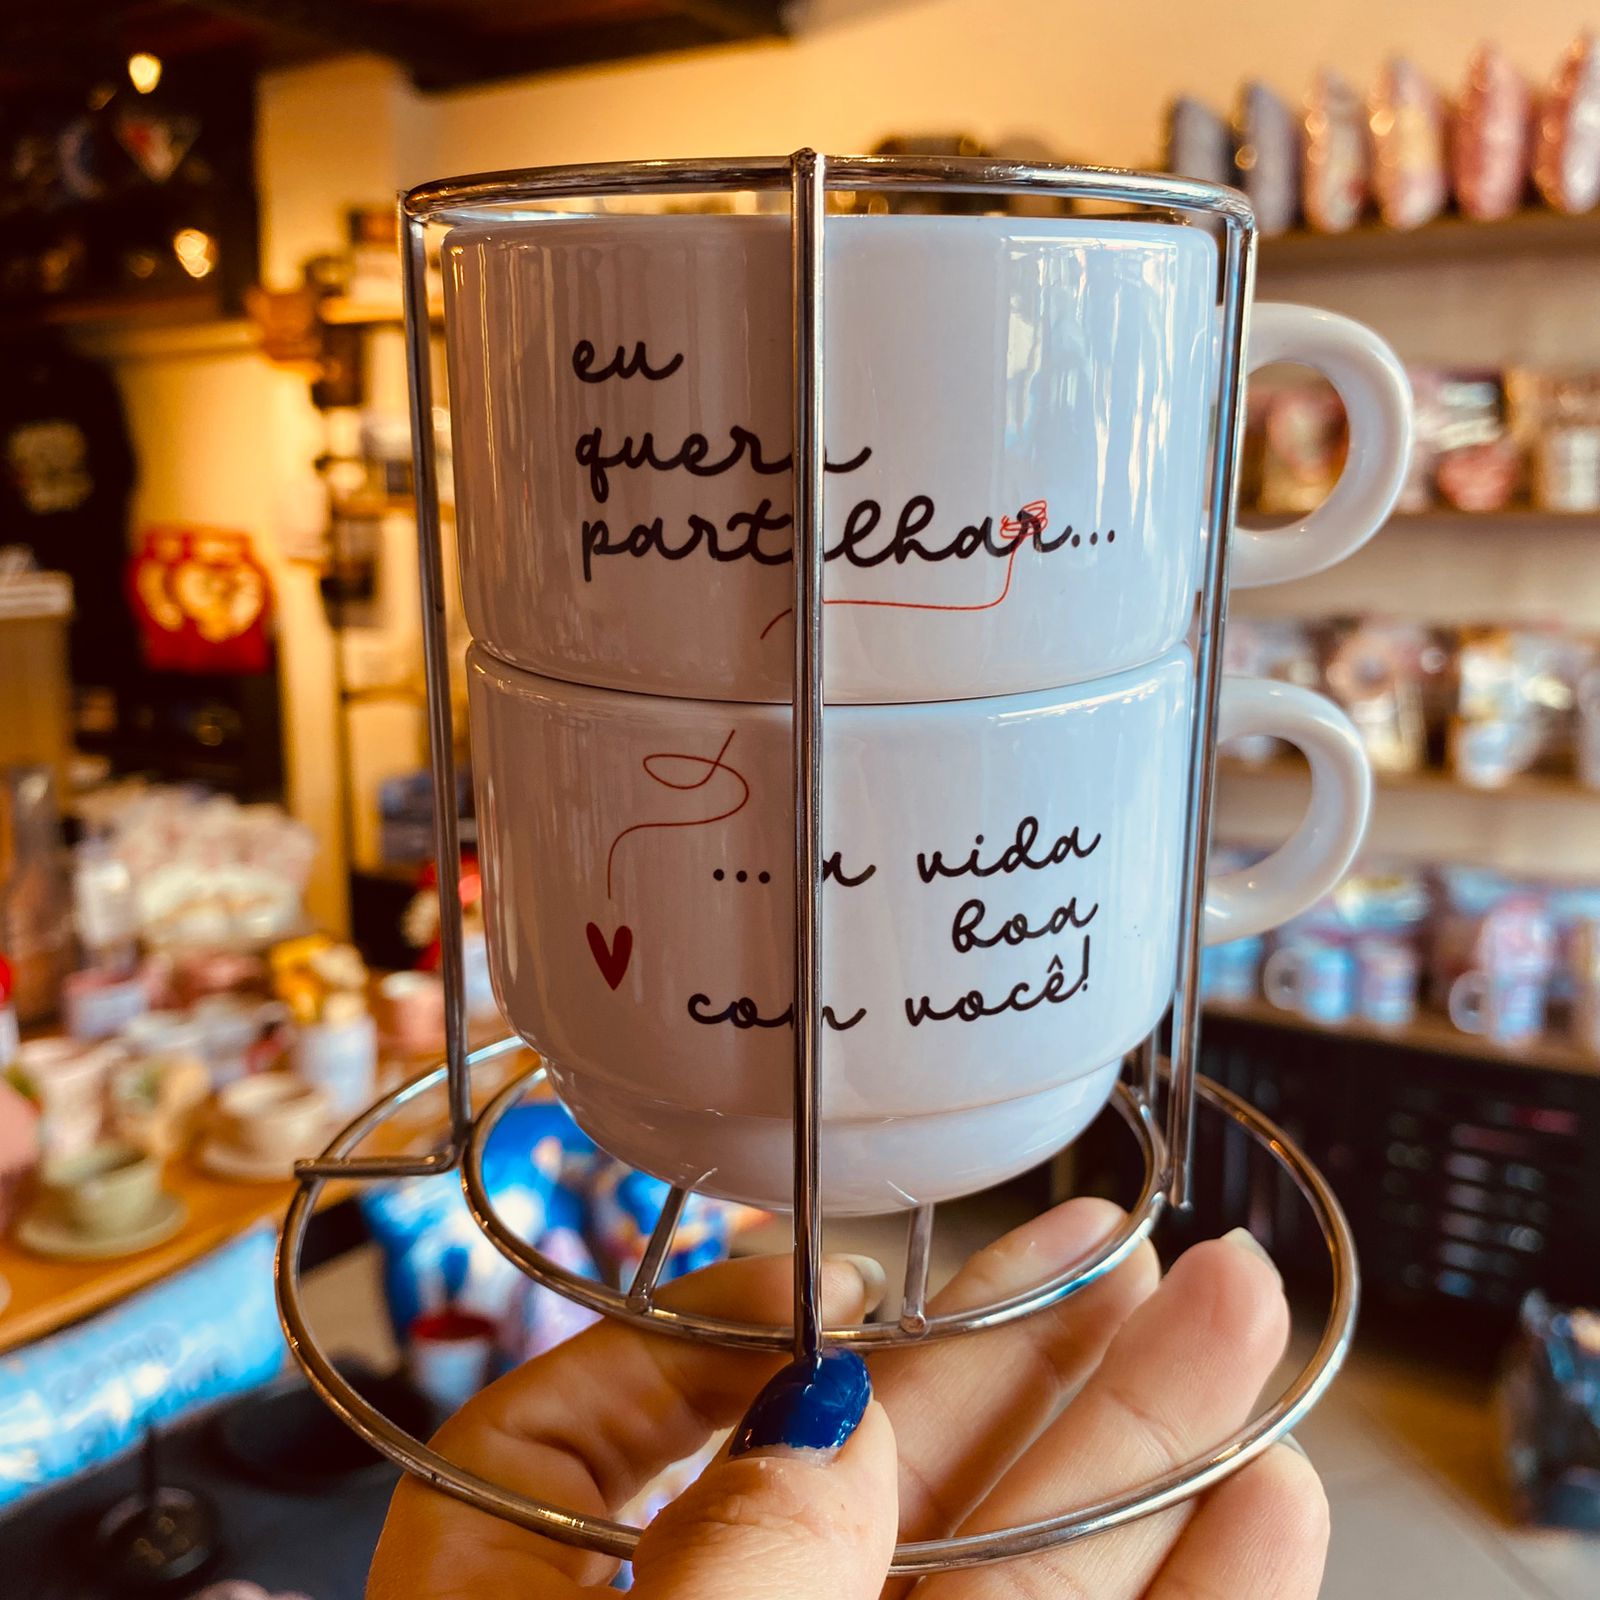 eu
quero
partilhar...
...a vida
boa
com você!